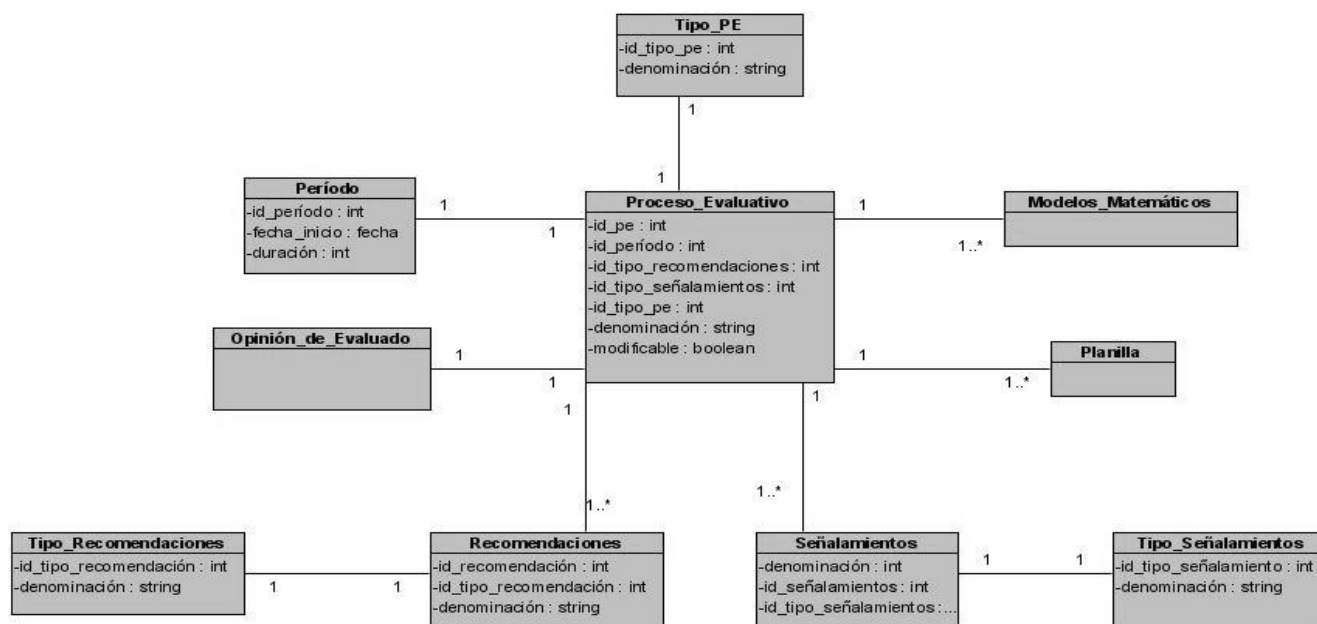 Tipo_PE
-id_tipo_pe : int
-denominación : string
1
1
Período
-id_período : int
-fecha_inicio : fecha
-duración : int
1
1
Proceso_Evaluativo
-id_pe : int
-id_período : int
-id_tipo_recomendaciones : int
-id_tipo_señalamientos : int
-id_tipo_pe : int
-denominación : string
-modificable : boolean
1
1..*
Modelos_Matemáticos
Opinión_de_Evaluado
1
1
1
1..*
Planilla
1
1..*
1
1..*
Tipo_Recomendaciones
-id_tipo_recomendación : int
-denominación : string
1
1
Recomendaciones
-id_recomendación : int
-id_tipo_recomendación : int
-denominación : string
Señalamientos
-denominación : int
-id_señalamientos : int
-id_tipo_señalamientos :...
1
1
Tipo_Señalamientos
-id_tipo_señalamiento : int
-denominación : string